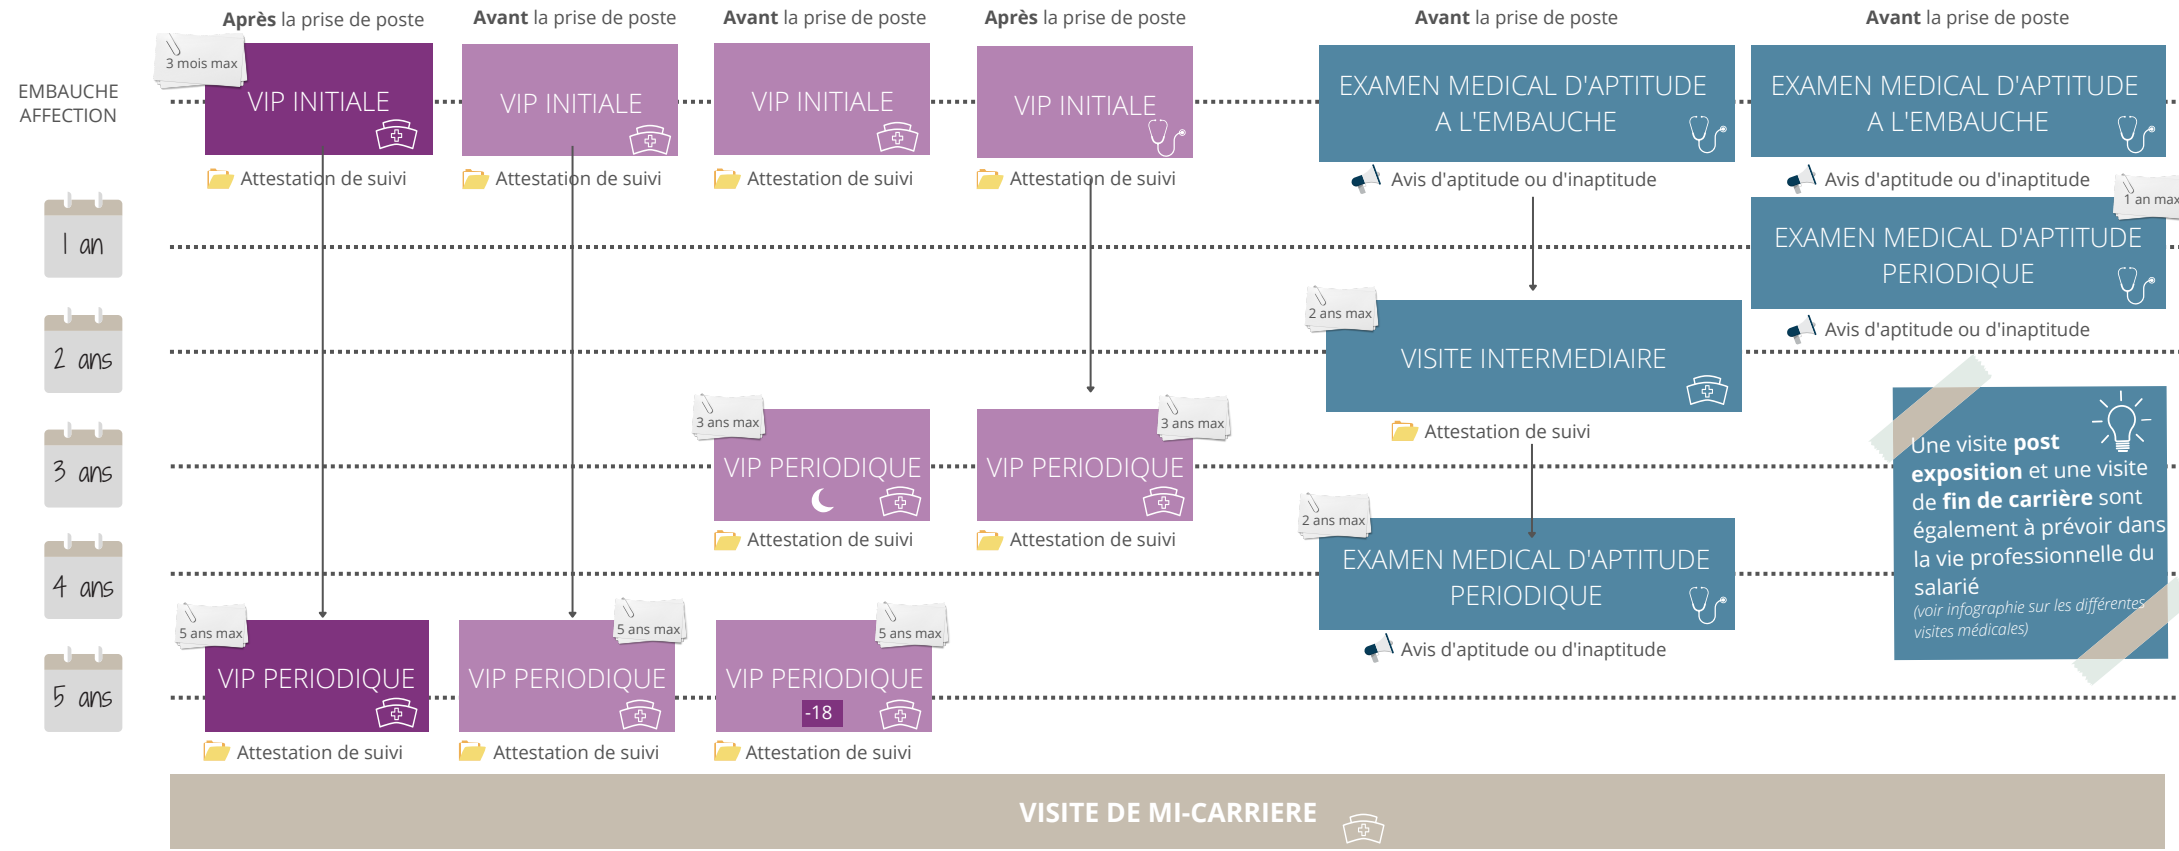 Après la prise de poste
Avant la prise de poste
Avant la prise de poste
Après la prise de poste
Avant la prise de poste
Avant la prise de poste
3 mois max
EMBAUCHE
AFFECTION
VIP INITIALE
VIP INITIALE
VIP INITIALE
VIP INITIALE
EXAMEN MEDICAL D'APTITUDE
A L'EMBAUCHE
EXAMEN MEDICAL D'APTITUDE
A L'EMBAUCHE
Attestation de suivi
Attestation de suivi
Attestation de suivi
Attestation de suivi
Avis d'aptitude ou d'inaptitude
Avis d'aptitude ou d'inaptitude
1 an max
1 an
EXAMEN MEDICAL D'APTITUDE
PERIODIQUE
Avis d'aptitude ou d'inaptitude
2 ans
2 ans max
VISITE INTERMEDIAIRE
Attestation de suivi
3 ans
3 ans max
VIP PERIODIQUE
Attestation de suivi
3 ans max
VIP PERIODIQUE
Attestation de suivi
Une visite post
exposition et une visite
de fin de carrière sont
également à prévoir dans
la vie professionnelle du
salarié
(voir infographie sur les différentes
visites médicales)
4 ans
2 ans max
EXAMEN MEDICAL D'APTITUDE
PERIODIQUE
Avis d'aptitude ou d'inaptitude
5 ans
5 ans max
VIP PERIODIQUE
Attestation de suivi
5 ans max
VIP PERIODIQUE
Attestation de suivi
5 ans max
VIP PERIODIQUE
-18
Attestation de suivi
VISITE DE MI-CARRIERE